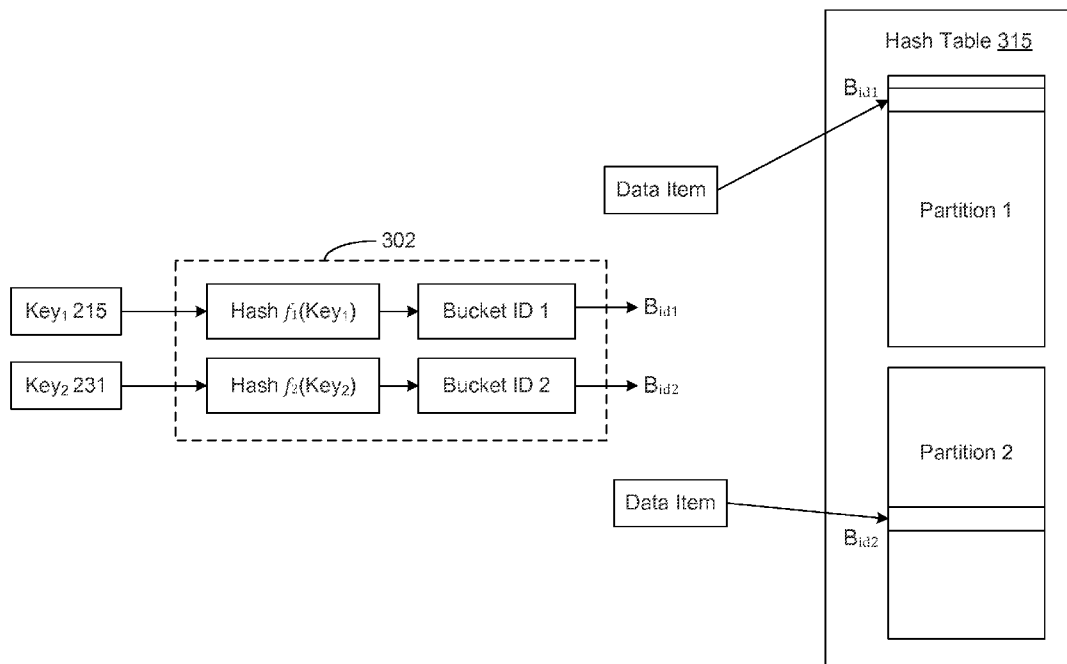 Hash Table 315
B_id1
Data Item
Partition 1
302
Key₁ 215
Hash f₁(Key₁)
Bucket ID 1
B_id1
Key₂ 231
Hash f₂(Key₂)
Bucket ID 2
B_id2
Partition 2
Data Item
B_id2